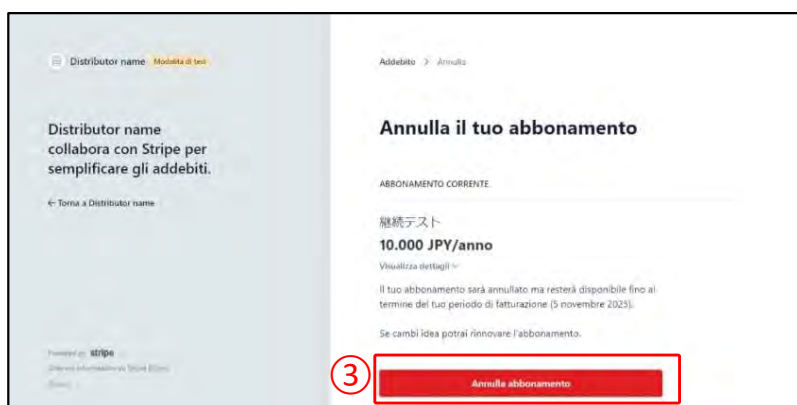 Distributor name Modalità di test
Distributor name
collabora con Stripe per
semplificare gli addebiti.
← Torna a Distributor name
stripe
Addebito > Annulla
Annulla il tuo abbonamento
ABBONAMENTO CORRENTE
継続テスト
10.000 JPY/anno
Visualizza dettagli
Il tuo abbonamento sarà annullato ma resterà disponibile fino al
termine del tuo periodo di fatturazione (5 novembre 2025).
Se cambi idea potrai rinnovare l'abbonamento.
③ Annulla abbonamento